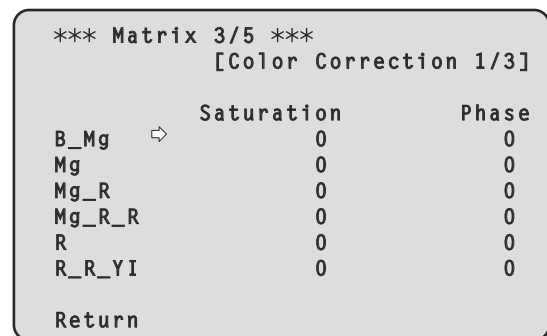 *** Matrix 3/5 ***
[Color Correction 1/3]
Saturation Phase
B_Mg ⇨ 0 0
Mg 0 0
Mg_R 0 0
Mg_R_R 0 0
R 0 0
R_R_YI 0 0
Return